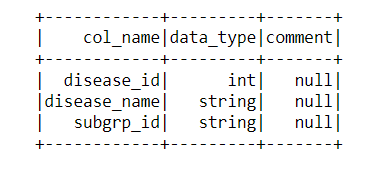 +------------+---------+-------+
|    col_name|data_type|comment|
+------------+---------+-------+
|  disease_id|      int|   null|
|disease_name|   string|   null|
|   subgrp_id|   string|   null|
+------------+---------+-------+